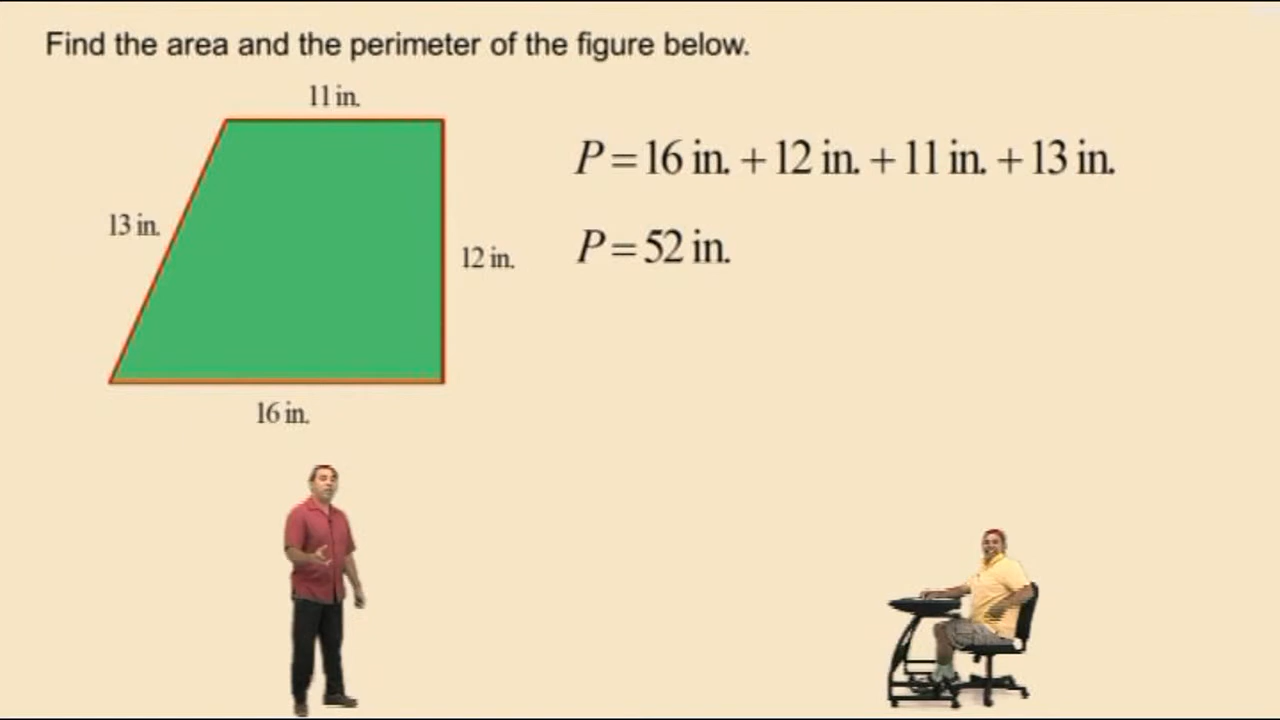 Find the area and the perimeter of the figure below.
11 in.
13 in.
12 in.
16 in.
P = 16 in. + 12 in. + 11 in. + 13 in.
P = 52 in.